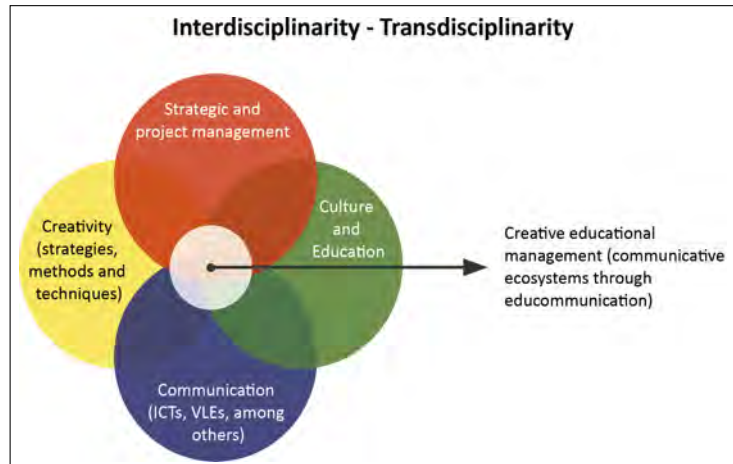 Interdisciplinarity - Transdisciplinarity
Strategic and
project management
Creativity
(strategies,
methods and
techniques)
Culture
and
Education
Creative educational
management (communicative
ecosystems through
educommunication)
Communication
(ICTs, VLEs, among
others)